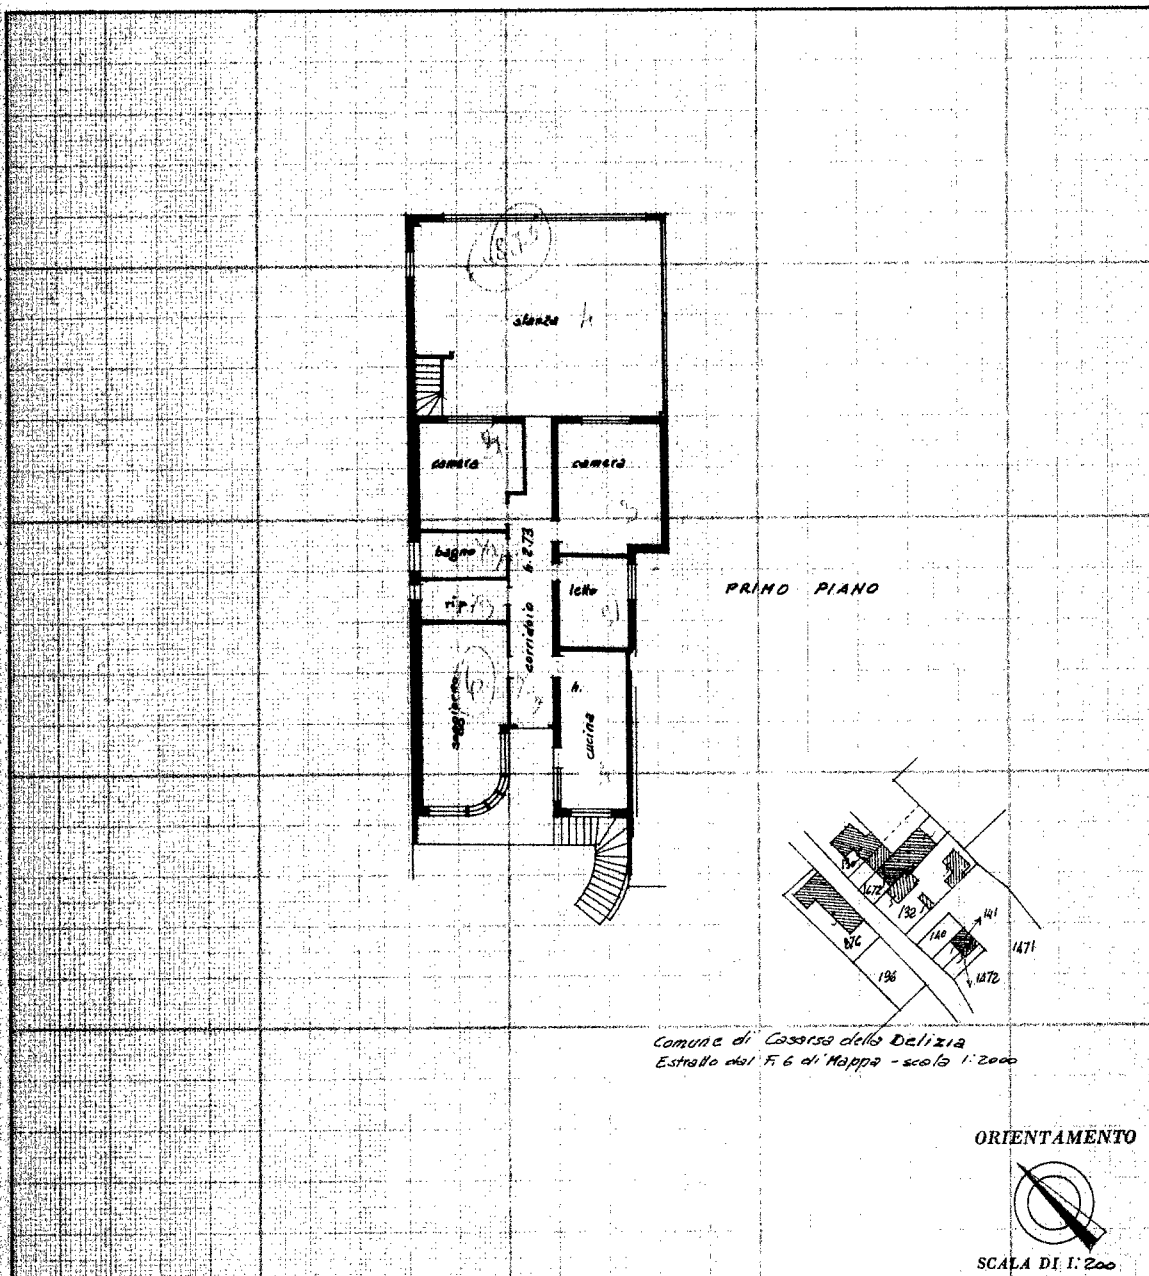 stanza
camera
camera
bagno
h. 2.73
rip.
letto
corridoio
PRIMO PIANO
soggiorno
h.
cucina
132
1472
876
196
140
141
1471
1472
Comune di Casarsa della Delizia
Estratto dal F. 6 di Mappa - scala 1:2000
ORIENTAMENTO
SCALA DI 1: 200